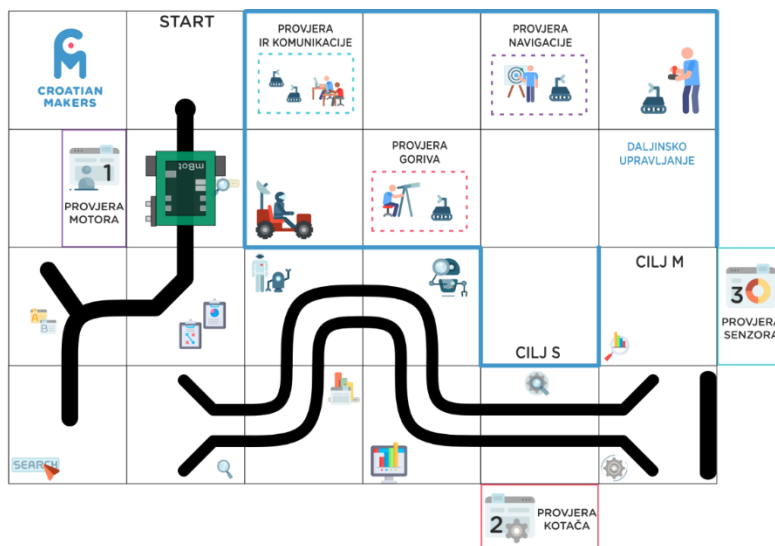 START
PROVJERA
IR KOMUNIKACIJE
PROVJERA
NAVIGACIJE
CROATIAN
MAKERS
1
PROVJERA
MOTORA
mBot
PROVJERA
GORIVA
DALJINSKO
UPRAVLJANJE
CILJ M
3
PROVJERA
SENZORA
A
B
CILJ S
SEARCH
2
PROVJERA
KOTAČA